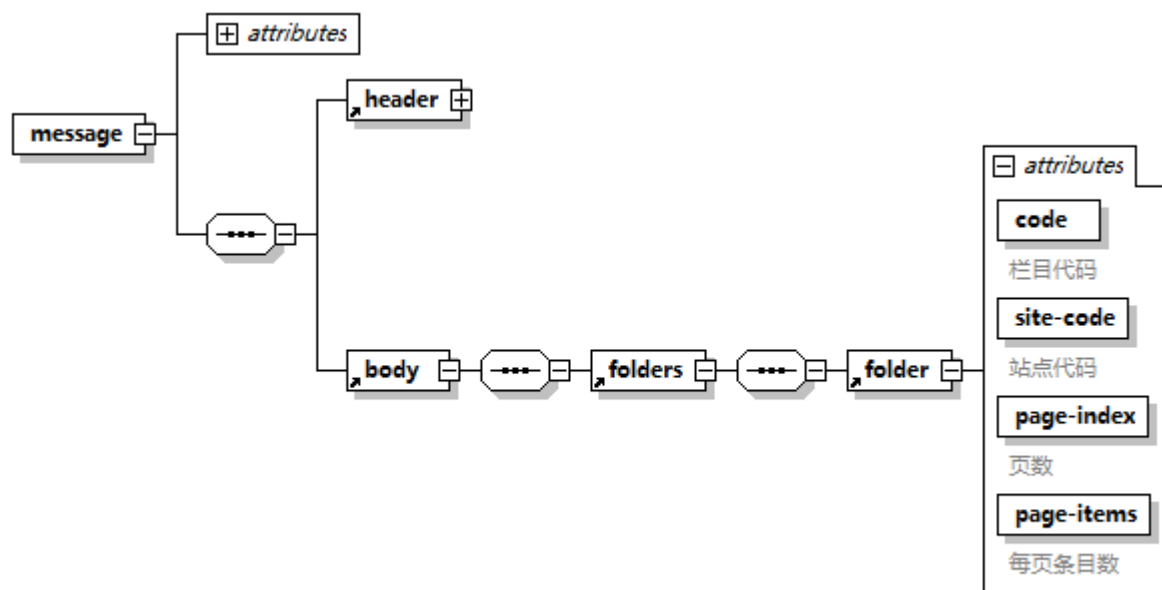 attributes
header
message
attributes
code
栏目代码
site-code
站点代码
body
folders
folder
page-index
页数
page-items
每页条目数